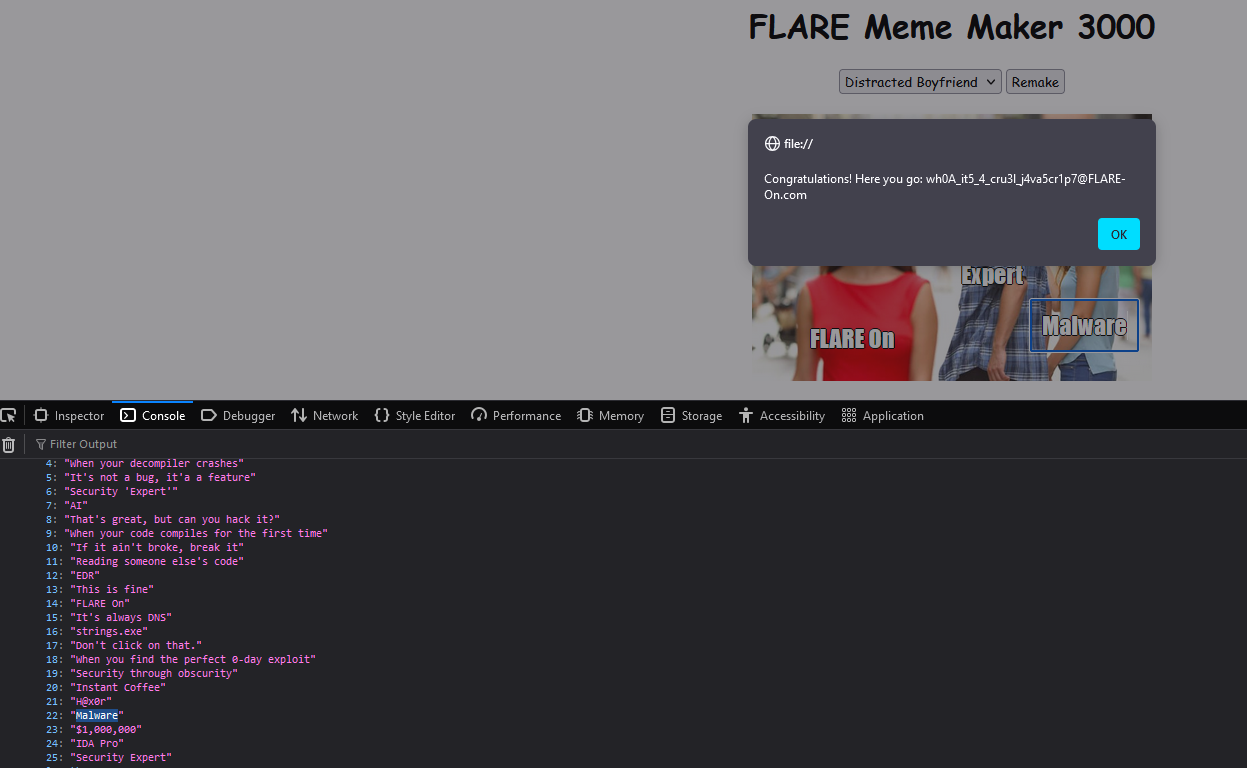 FLARE Meme Maker 3000
Distracted Boyfriend Remake
file://
Congratulations! Here you go: wh0A_it5_4_cru3l_j4va5cr1p7@FLARE-
On.com
OK
Expert
Malware
FLARE On
Inspector Console Debugger Network Style Editor Performance Memory Storage Accessibility Application
Filter Output
4: "When your decompiler crashes"
5: "It's not a bug, it'a a feature"
6: "Security 'Expert'"
7: "AI"
8: "That's great, but can you hack it?"
9: "When your code compiles for the first time"
10: "If it ain't broke, break it"
11: "Reading someone else's code"
12: "EDR"
13: "This is fine"
14: "FLARE On"
15: "It's always DNS"
16: "strings.exe"
17: "Don't click on that."
18: "When you find the perfect 0-day exploit"
19: "Security through obscurity"
20: "Instant Coffee"
21: "H@x0r"
22: "Malware"
23: "$1,000,000"
24: "IDA Pro"
25: "Security Expert"